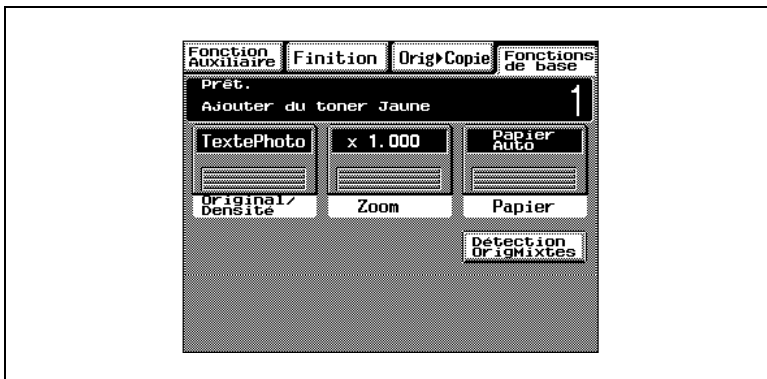 Fonction
Auxiliaire
Finition
Orig▸Copie
Fonctions
de base
Prêt.
Ajouter du toner Jaune
1
TextePhoto
x 1.000
Papier
Auto
Original/
Densité
Zoom
Papier
Détection
OrigMixtes